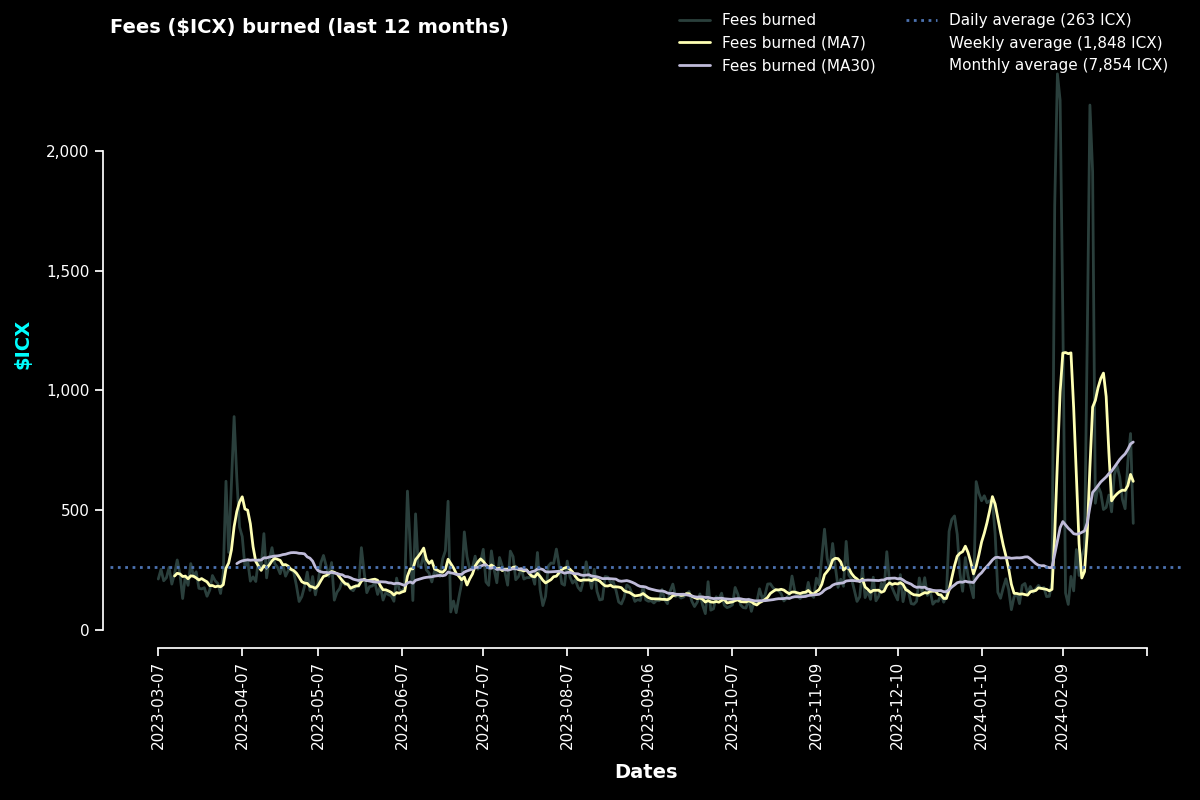 Fees ($ICX) burned (last 12 months)
Fees burned
Fees burned (MA7)
Fees burned (MA30)
Daily average (263 ICX)
Weekly average (1,848 ICX)
Monthly average (7,854 ICX)
2,000
1,500
1,000
500
0
$ICX
2023-03-07
2023-04-07
2023-05-07
2023-06-07
2023-07-07
2023-08-07
2023-09-06
2023-10-07
2023-11-09
2023-12-10
2024-01-10
2024-02-09
Dates